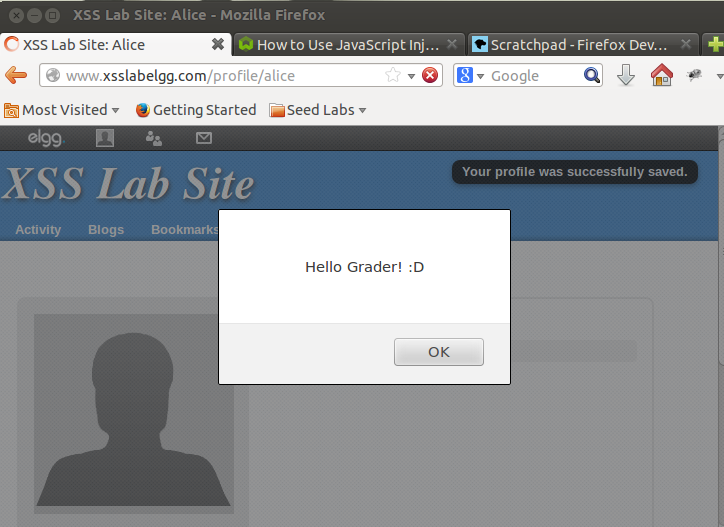 XSS Lab Site: Alice - Mozilla Firefox
XSS Lab Site: Alice
How to Use JavaScript Inj...
Scratchpad - Firefox Dev...
www.xsslabelgg.com/profile/alice
Google
Most Visited
Getting Started
Seed Labs
elgg.
XSS Lab Site
Your profile was successfully saved.
Activity
Blogs
Bookmarks
Hello Grader! :D
OK